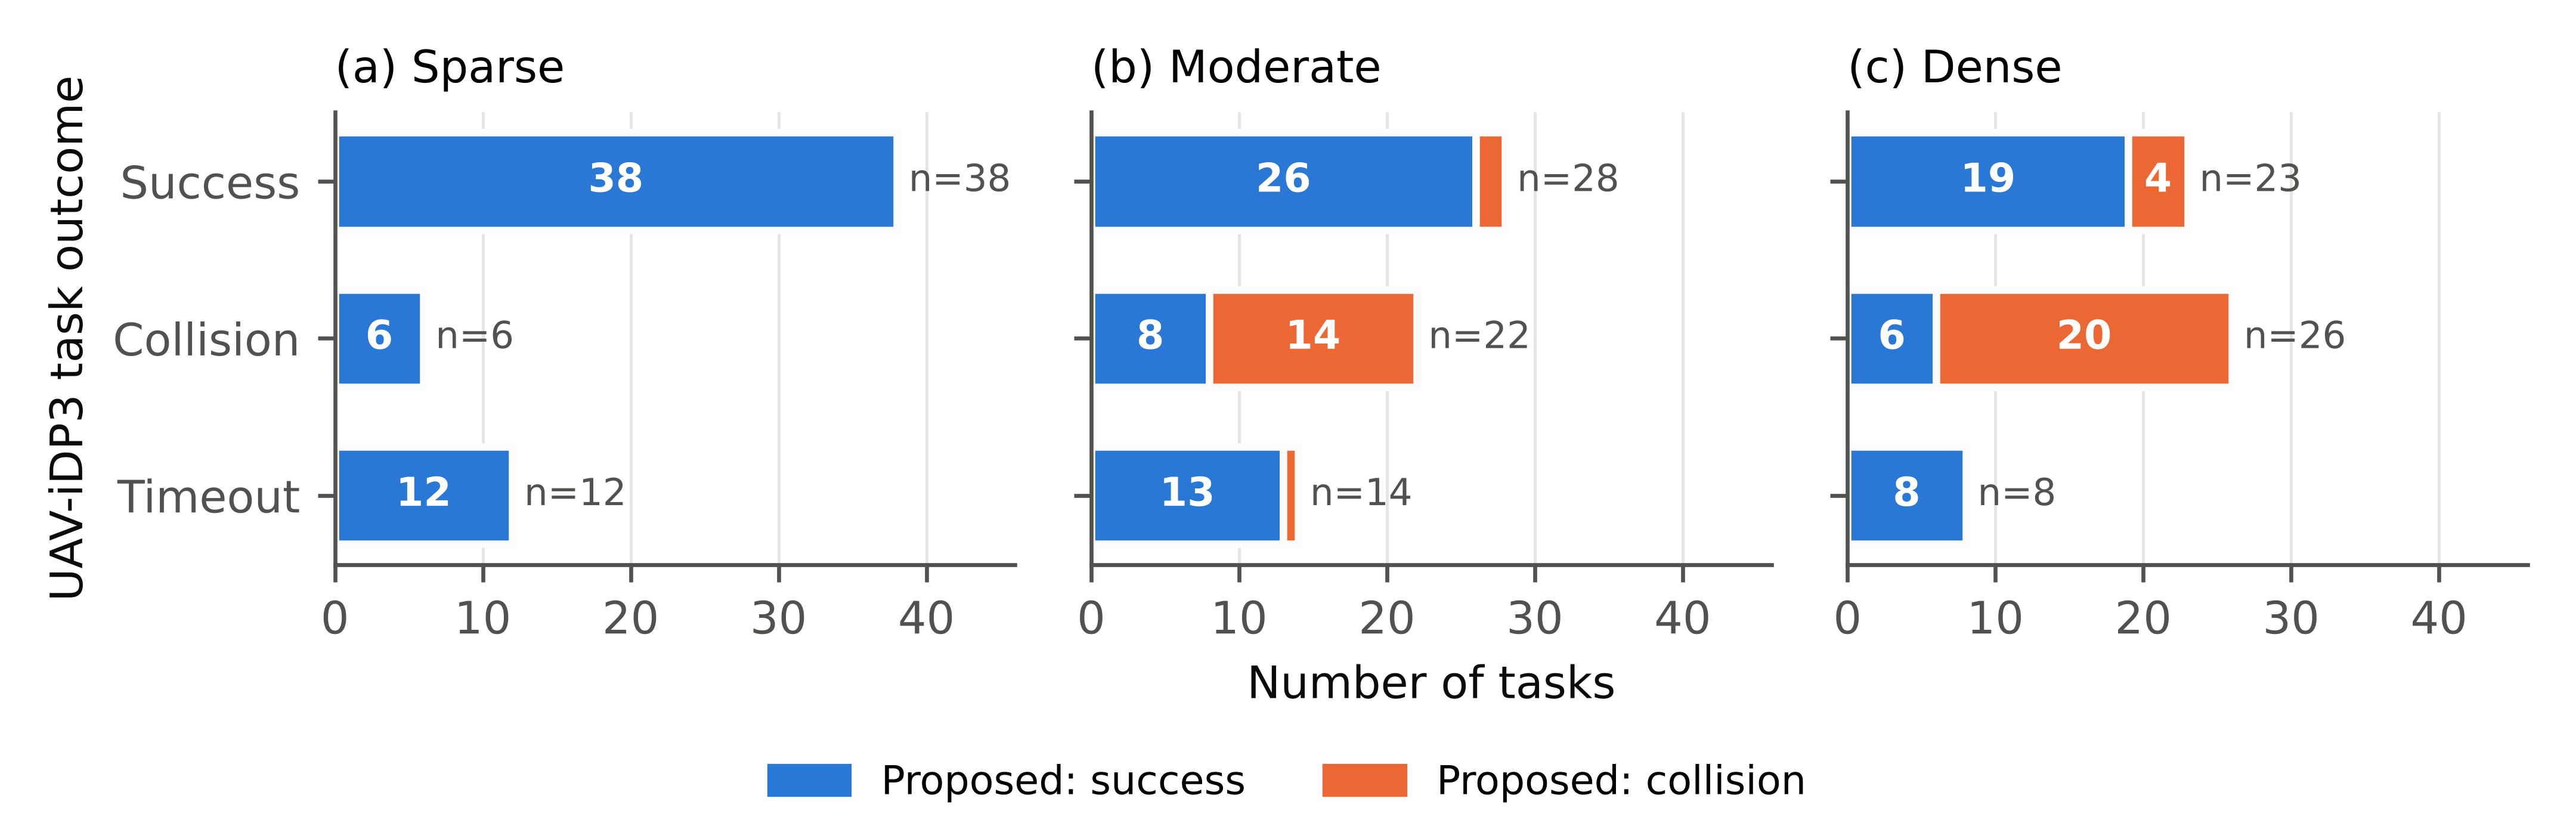 (a) Sparse
(b) Moderate
(c) Dense
UAV-iDP3 task outcome
Success
38
n=38
26
n=28
19
4
n=23
Collision
6
n=6
8
14
n=22
6
20
n=26
Timeout
12
n=12
13
n=14
8
n=8
0 10 20 30 40
0 10 20 30 40
0 10 20 30 40
Number of tasks
Proposed: success
Proposed: collision